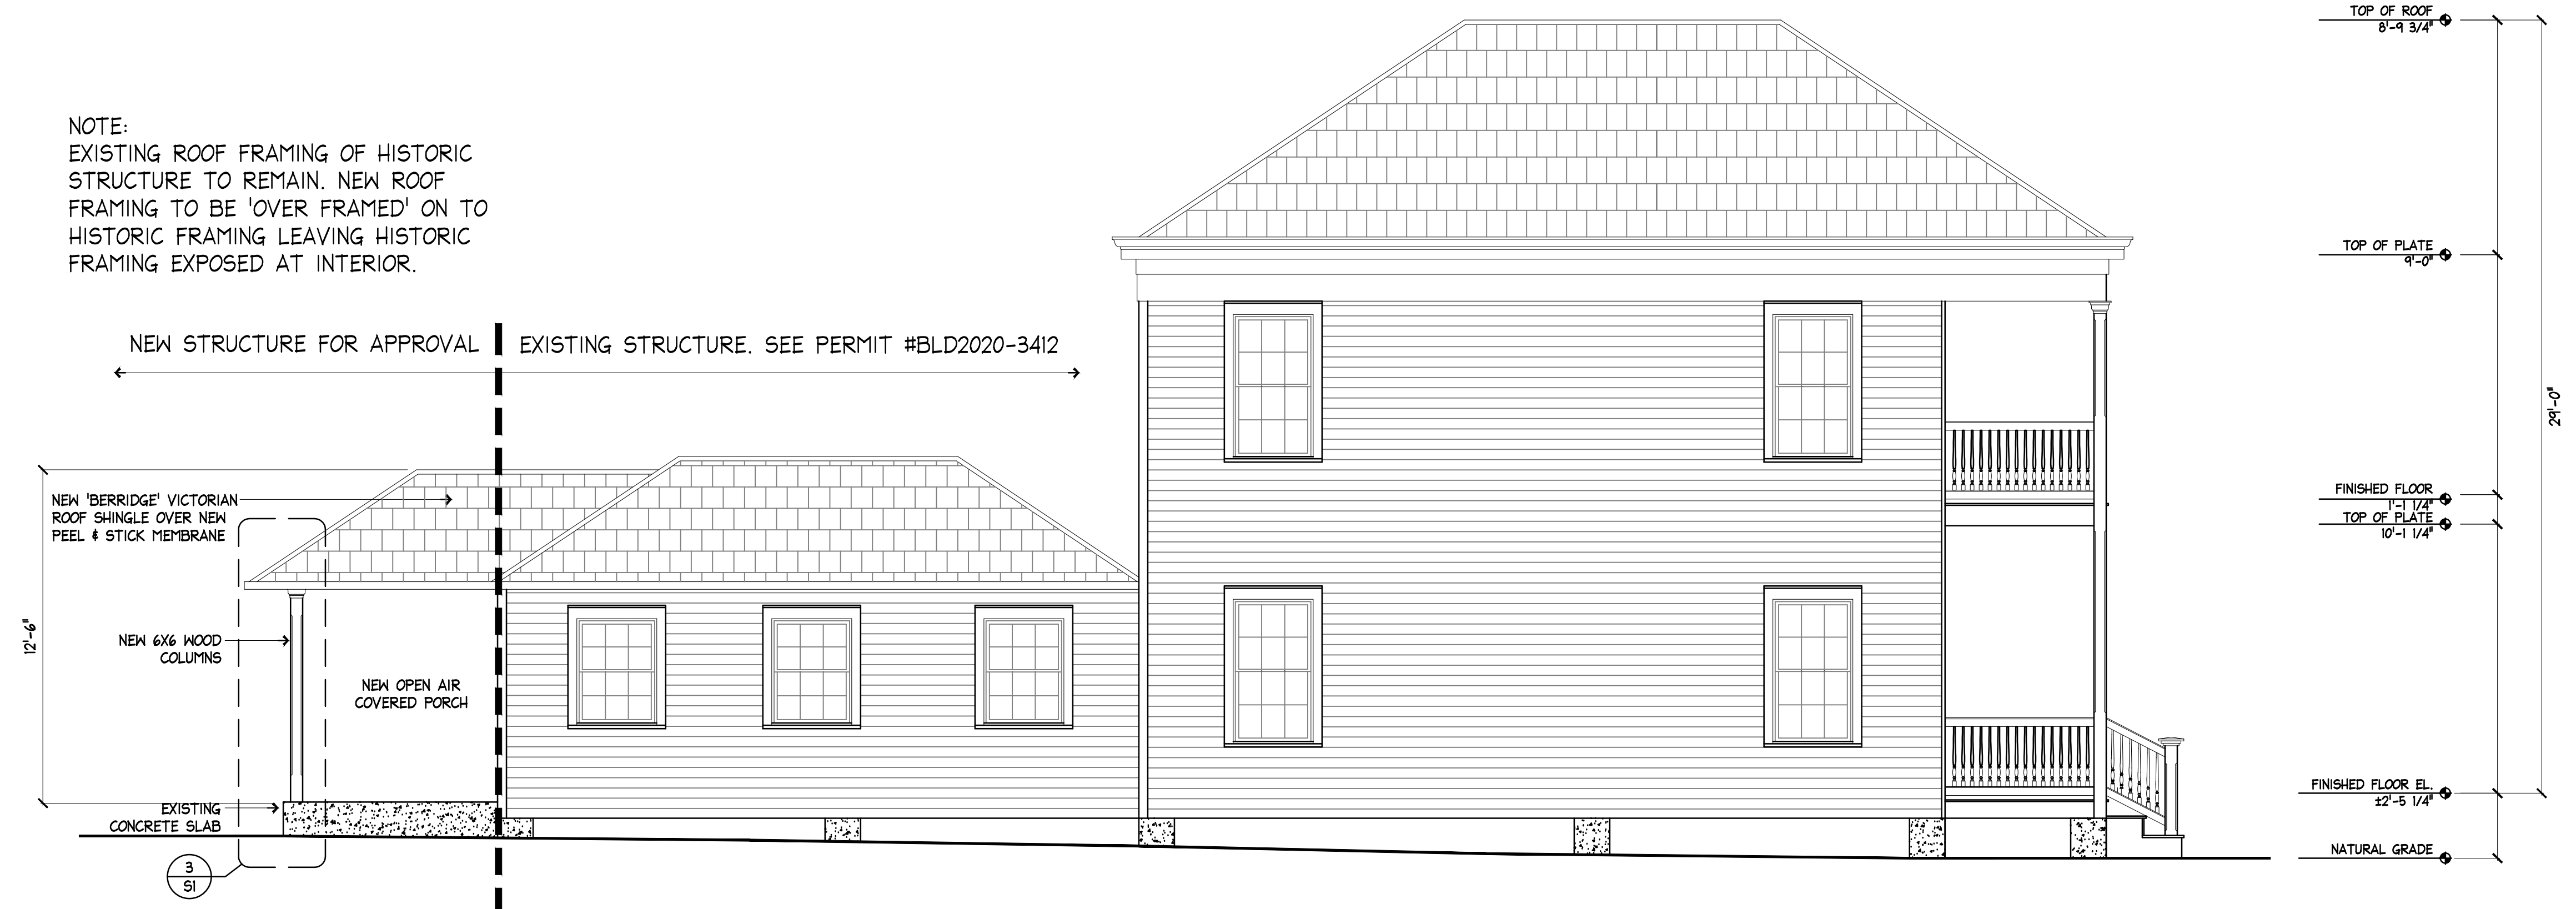 NOTE:
EXISTING ROOF FRAMING OF HISTORIC
STRUCTURE TO REMAIN. NEW ROOF
FRAMING TO BE 'OVER FRAMED' ON TO
HISTORIC FRAMING LEAVING HISTORIC
FRAMING EXPOSED AT INTERIOR.
NEW STRUCTURE FOR APPROVAL
EXISTING STRUCTURE. SEE PERMIT #BLD2020-3412
NEW 'BERRIDGE' VICTORIAN
ROOF SHINGLE OVER NEW
PEEL & STICK MEMBRANE
12'-6"
NEW 6X6 WOOD
COLUMNS
NEW OPEN AIR
COVERED PORCH
EXISTING
CONCRETE SLAB
3
S1
TOP OF ROOF
8'-9 3/4"
TOP OF PLATE
9'-0"
29'-0"
FINISHED FLOOR
1'-1 1/4"
TOP OF PLATE
10'-1 1/4"
FINISHED FLOOR EL.
±2'-5 1/4"
NATURAL GRADE